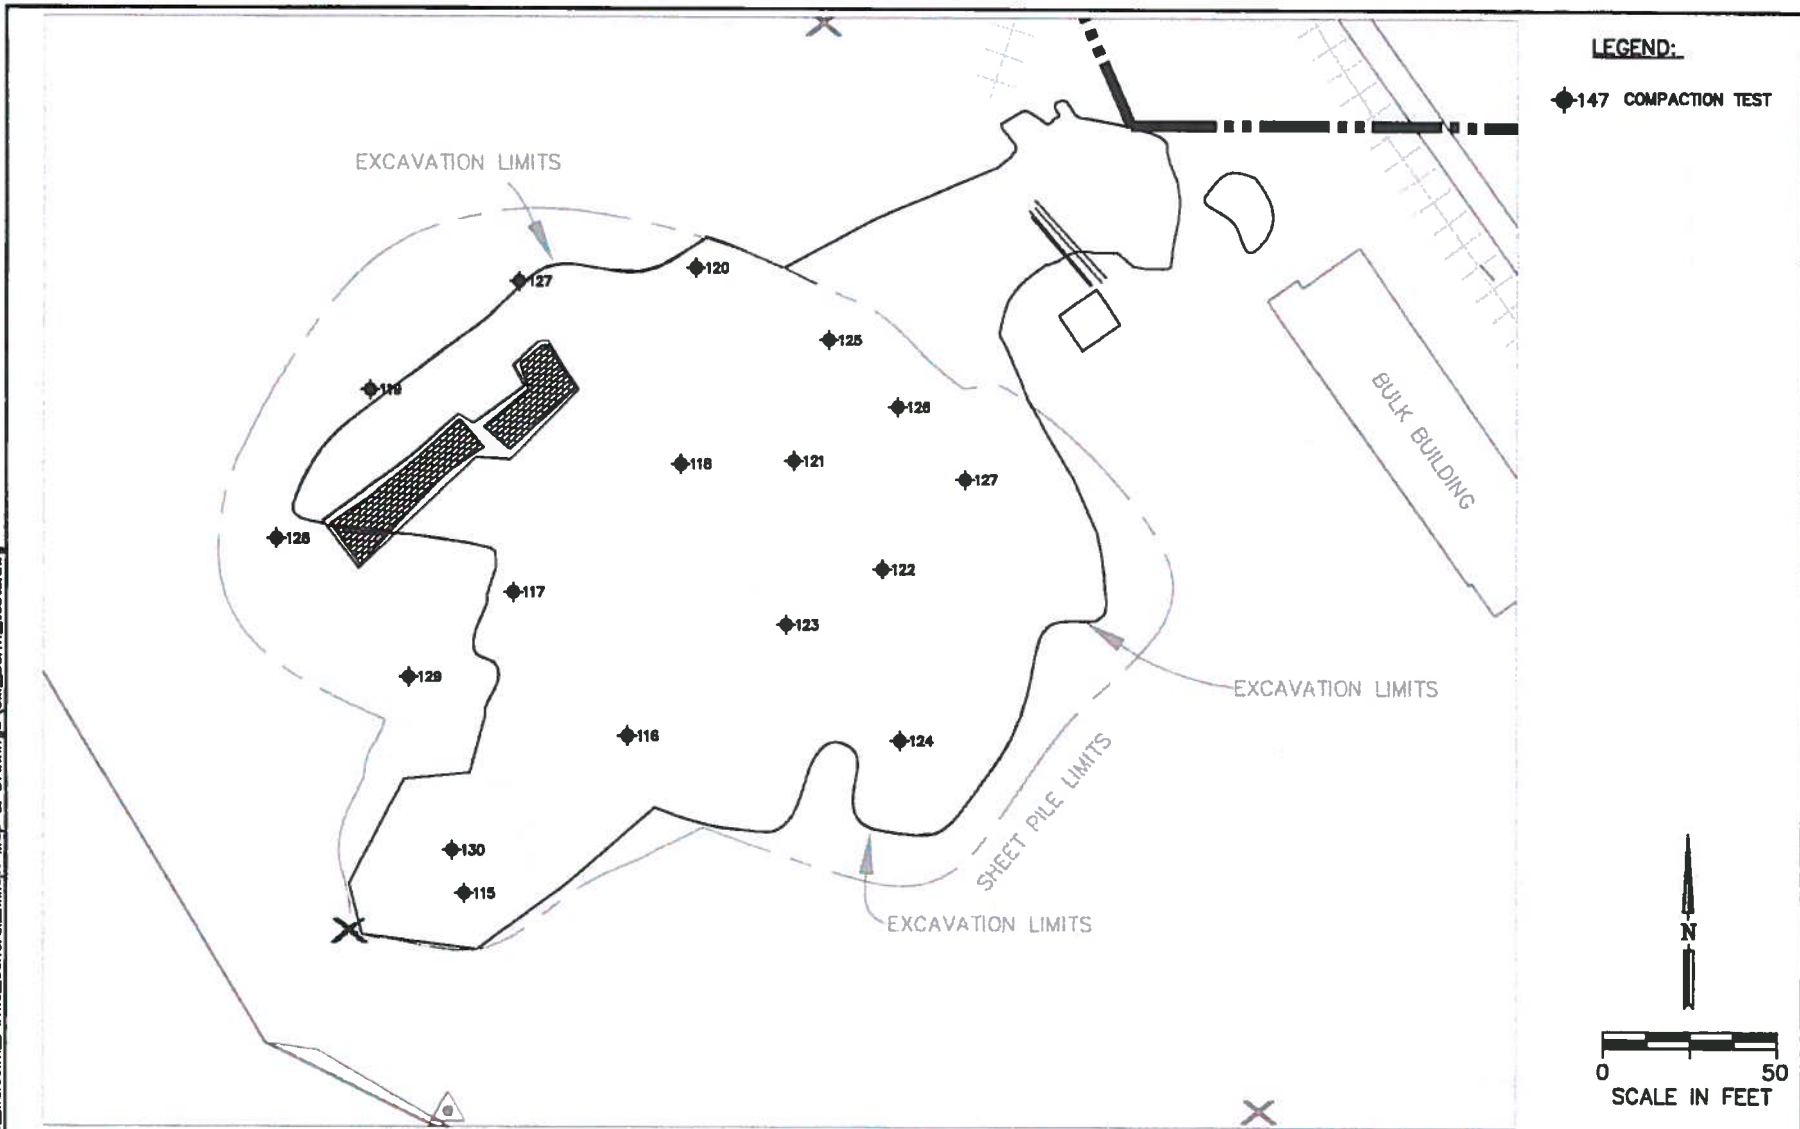 LEGEND:
147 COMPACTION TEST
EXCAVATION LIMITS
127
120
125
119
126
118
121
127
128
122
117
123
129
116
124
130
115
BULK BUILDING
EXCAVATION LIMITS
SHEET PILE LIMITS
EXCAVATION LIMITS
N
0 50
SCALE IN FEET